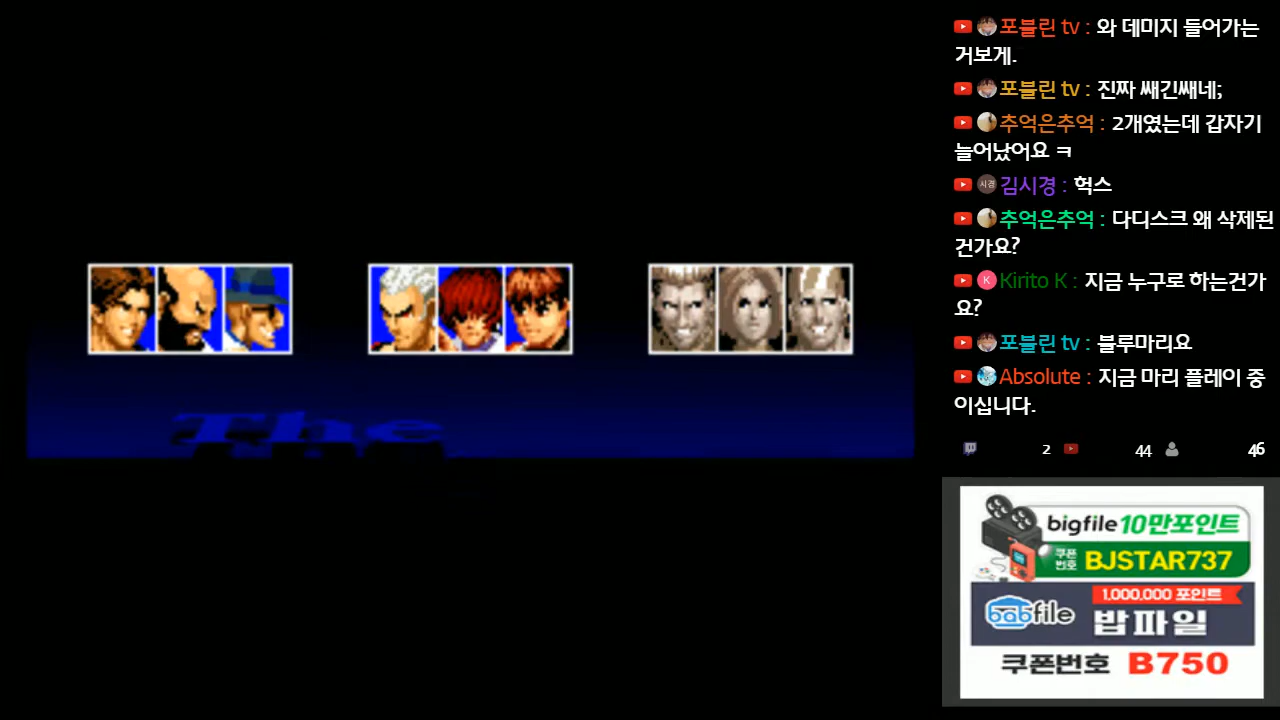 포블린 tv : 와 데미지 들어가는
거보게.
포블린 tv : 진짜 쌔긴쌔네;
추억은추억 : 2개였는데 갑자기
늘어났어요 ㅋ
시경 김시경 : 헉스
추억은추억 : 다디스크 왜 삭제된
건가요?
K Kirito K : 지금 누구로 하는건가
요?
포블린 tv : 블루마리요
Absolute : 지금 마리 플레이 중
이십니다.
2 44 46
The
bigfile 10만포인트
쿠폰
번호 BJSTAR737
1,000,000 포인트
babfile 밥파일
쿠폰번호 B750